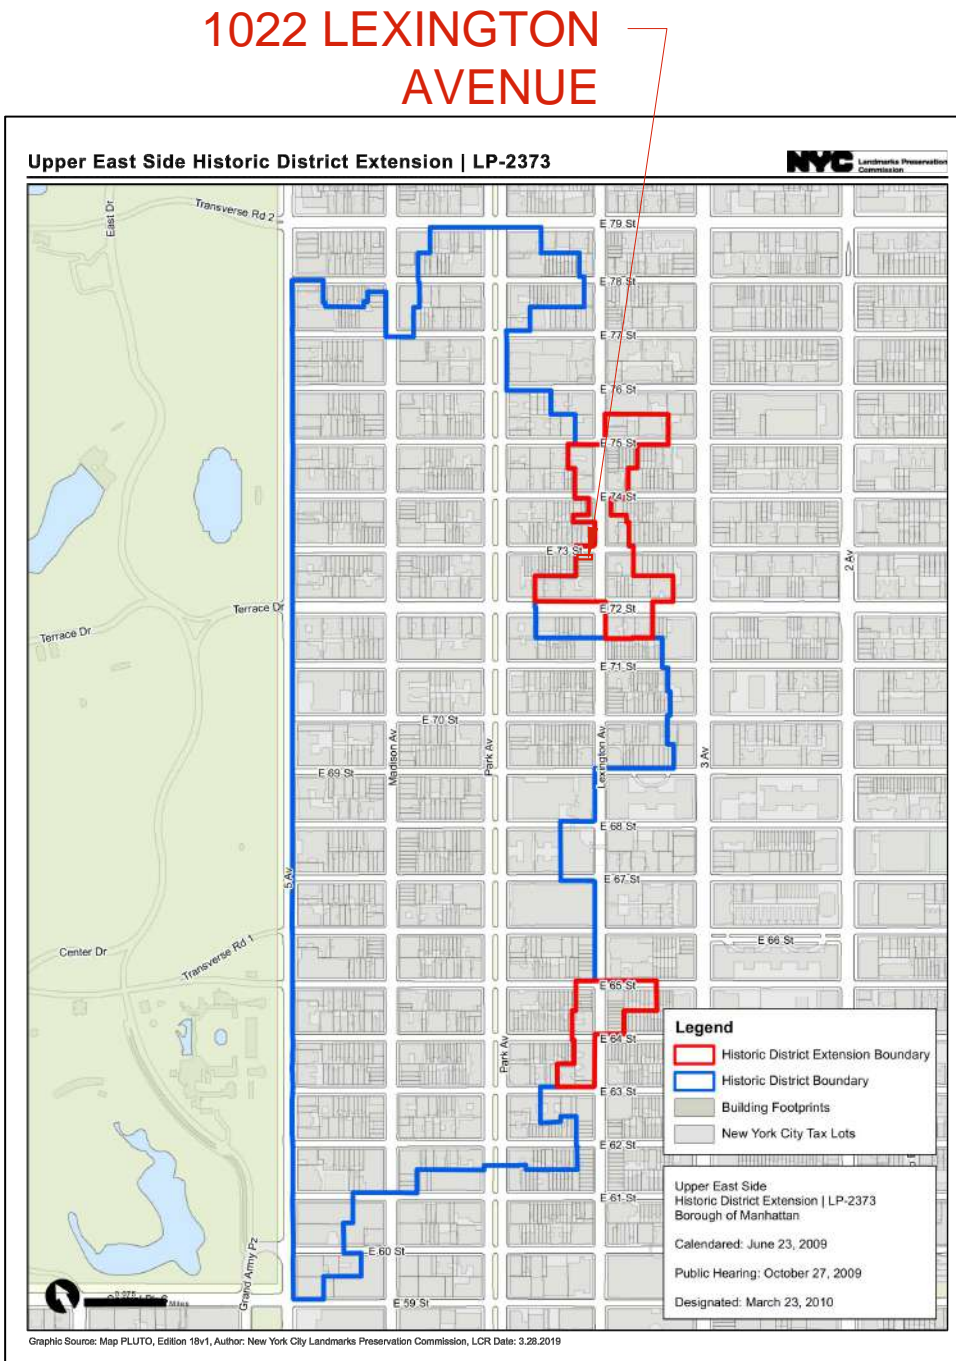 1022 LEXINGTON
AVENUE
Upper East Side Historic District Extension | LP-2373
NYC Landmarks Preservation
Commission
Transverse Rd 2
East Dr
E 79 St
E 78 St
E 77 St
E 76 St
E 75 St
E 74 St
E 73 St
2 Av
Terrace Dr
E 72 St
Terrace Dr
E 71 St
E 70 St
Madison Av
Park Av
Lexington Av
3 Av
E 69 St
E 68 St
5 Av
E 67 St
E 66 St
Center Dr
Transverse Rd 1
E 65 St
E 64 St
Park Av
E 63 St
E 62 St
E 61 St
E 60 St
Grand Army Pz
E 59 St
Miles
Legend
Historic District Extension Boundary
Historic District Boundary
Building Footprints
New York City Tax Lots
Upper East Side
Historic District Extension | LP-2373
Borough of Manhattan
Calendared: June 23, 2009
Public Hearing: October 27, 2009
Designated: March 23, 2010
Graphic Source: Map PLUTO, Edition 18v1, Author: New York City Landmarks Preservation Commission, LCR Date: 3.28.2019